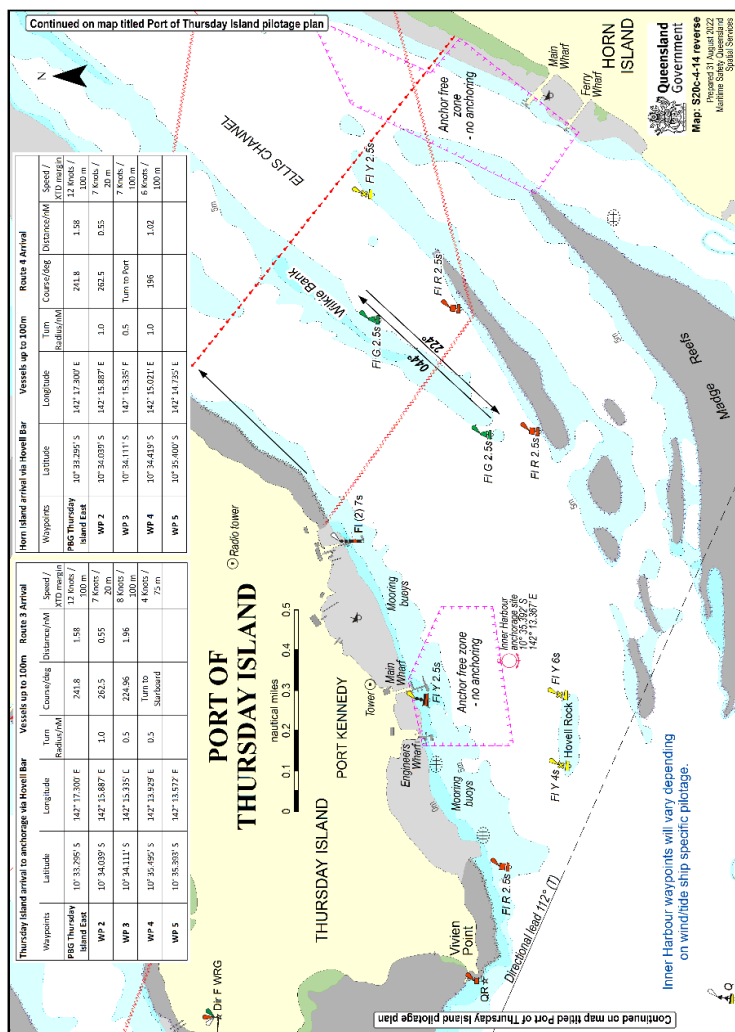 Continued on map titled Port of Thursday Island pilotage plan
N
Thursday Island arrival to anchorage via Hovell Bar Vessels up to 100m Route 3 Arrival
Waypoints Latitude Longitude Turn Radius/nM Course/deg Distance/nM Speed / XTD margin
PBG Thursday Island East 10° 33.295' S 142° 17.300' E 241.8 1.58 12 Knots / 100 m
WP 2 10° 34.039' S 142° 15.887' E 1.0 262.5 0.55 7 Knots / 20 m
WP 3 10° 34.111' S 142° 15.335' E 0.5 224.96 1.96 8 Knots / 100 m
WP 4 10° 35.495' S 142° 13.929' E 0.5 Turn to Starboard 4 Knots / 75 m
WP 5 10° 35.393' S 142° 13.572' E
Horn Island arrival via Hovell Bar Vessels up to 100m Route 4 Arrival
Waypoints Latitude Longitude Turn Radius/nM Course/deg Distance/nM Speed / XTD margin
PBG Thursday Island East 10° 33.295' S 142° 17.300' E 241.8 1.58 12 Knots / 100 m
WP 2 10° 34.039' S 142° 15.887' E 1.0 262.5 0.55 7 Knots / 20 m
WP 3 10° 34.111' S 142° 15.335' E 0.5 Turn to Port 7 Knots / 100 m
WP 4 10° 34.419' S 142° 15.021' E 1.0 196 1.02 6 Knots / 100 m
WP 5 10° 35.400' S 142° 14.735' E
PORT OF
THURSDAY ISLAND
0 0.1 0.2 0.3 0.4 0.5
nautical miles
THURSDAY ISLAND
PORT KENNEDY
Radio tower
Tower
Main Wharf
Engineers Wharf
Mooring buoys
Mooring buoys
Fl (2) 7s
Fl Y 2.5s
Anchor free zone
- no anchoring
Inner Harbour
anchorage site
10° 35.392' S
142° 13.367' E
Fl Y 6s
Fl Y 4s
Hovell Rock
Fl R 2.5s
Vivien Point
QR
Dir F WRG
Directional lead 112° (T)
Inner Harbour waypoints will vary depending
on wind/tide ship specific pilotage.
Q
ELLIS CHANNEL
Wilkie Bank
Fl Y 2.5s
Fl G 2.5s
Fl G 2.5s
044°
224°
Fl R 2.5s
Fl R 2.5s
5m
5m
5m
5m
Madge Reefs
Anchor free
zone
- no anchoring
Main Wharf
Ferry Wharf
HORN
ISLAND
Queensland
Government
Map: S20c-4-14 reverse
Prepared 31 August 2022
Maritime Safety Queensland
Spatial Services
Continued on map titled Port of Thursday Island pilotage plan